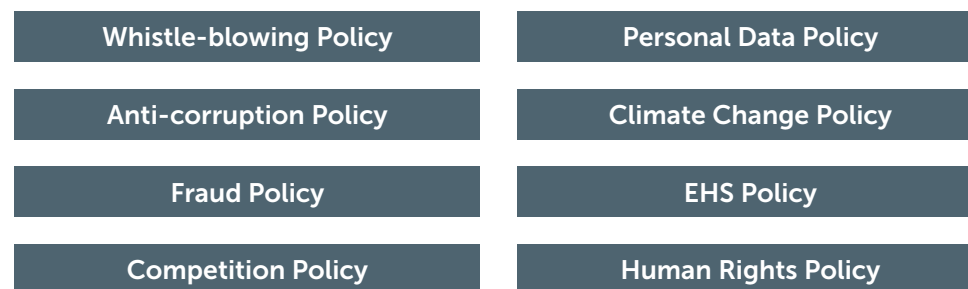 Whistle-blowing Policy
Personal Data Policy
Anti-corruption Policy
Climate Change Policy
Fraud Policy
EHS Policy
Competition Policy
Human Rights Policy